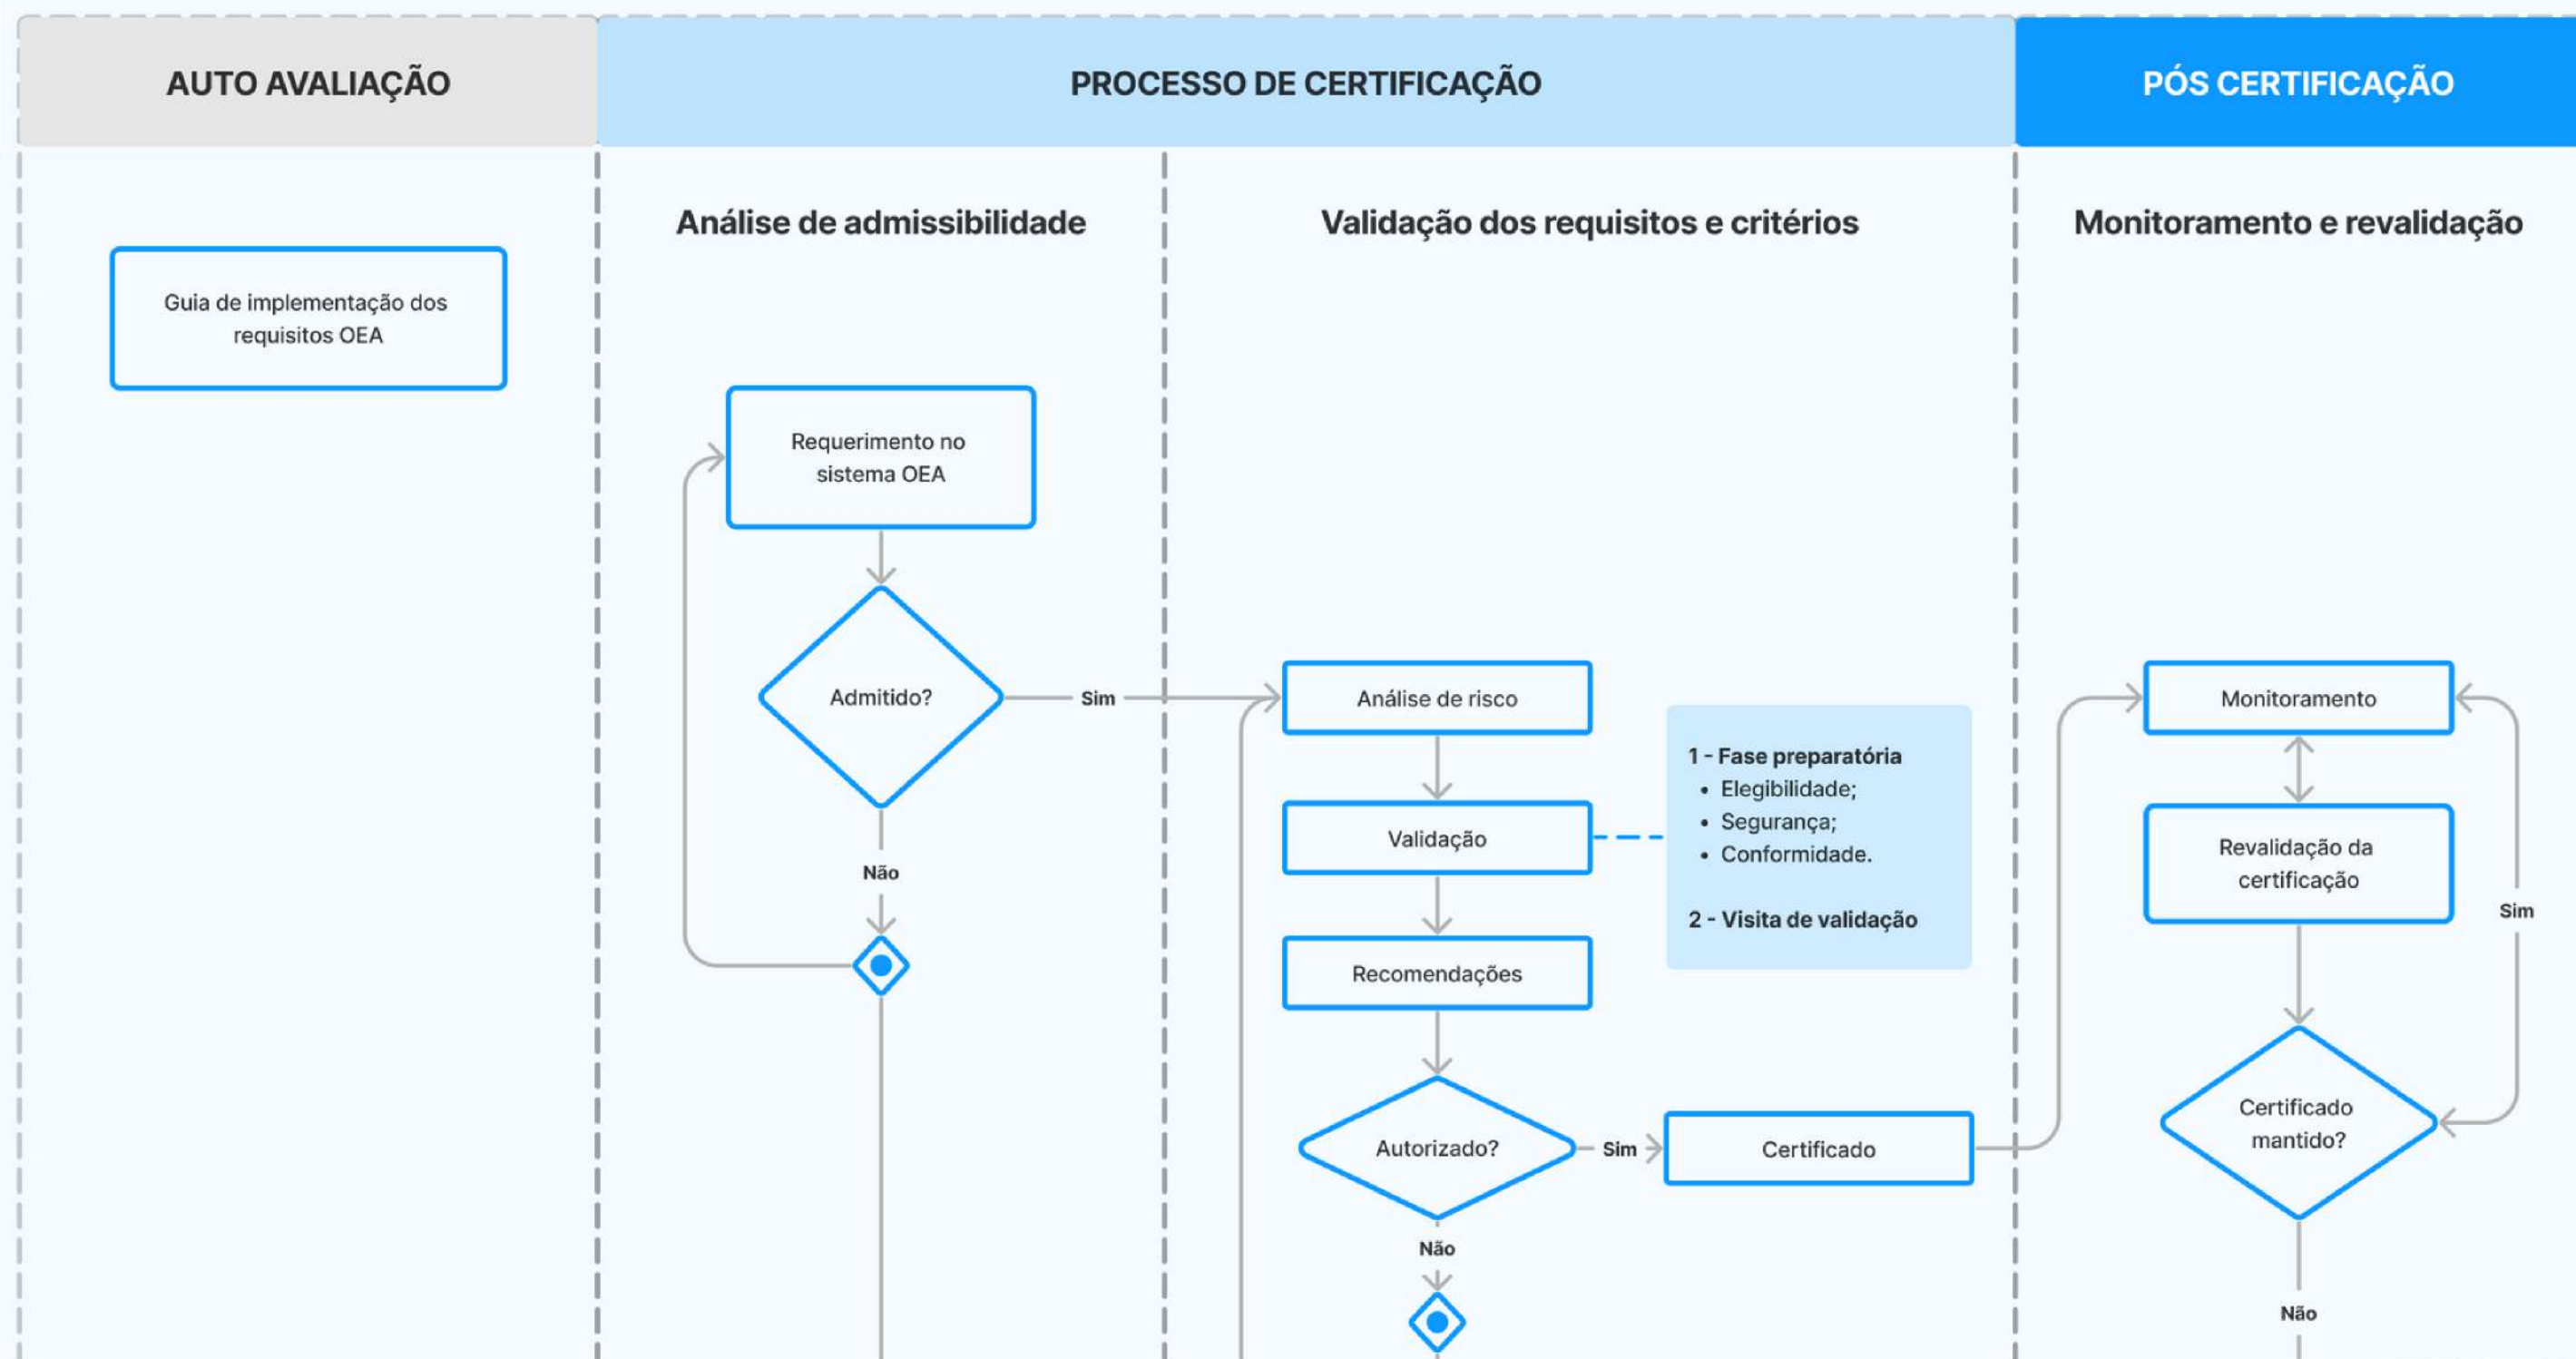 AUTO AVALIAÇÃO
PROCESSO DE CERTIFICAÇÃO
PÓS CERTIFICAÇÃO
Análise de admissibilidade
Validação dos requisitos e critérios
Monitoramento e revalidação
Guia de implementação dos
requisitos OEA
Requerimento no
sistema OEA
Admitido?
Sim
Não
Análise de risco
Validação
Recomendações
1 - Fase preparatória
• Elegibilidade;
• Segurança;
• Conformidade.
2 - Visita de validação
Autorizado?
Sim
Certificado
Não
Monitoramento
Revalidação da
certificação
Sim
Certificado
mantido?
Não